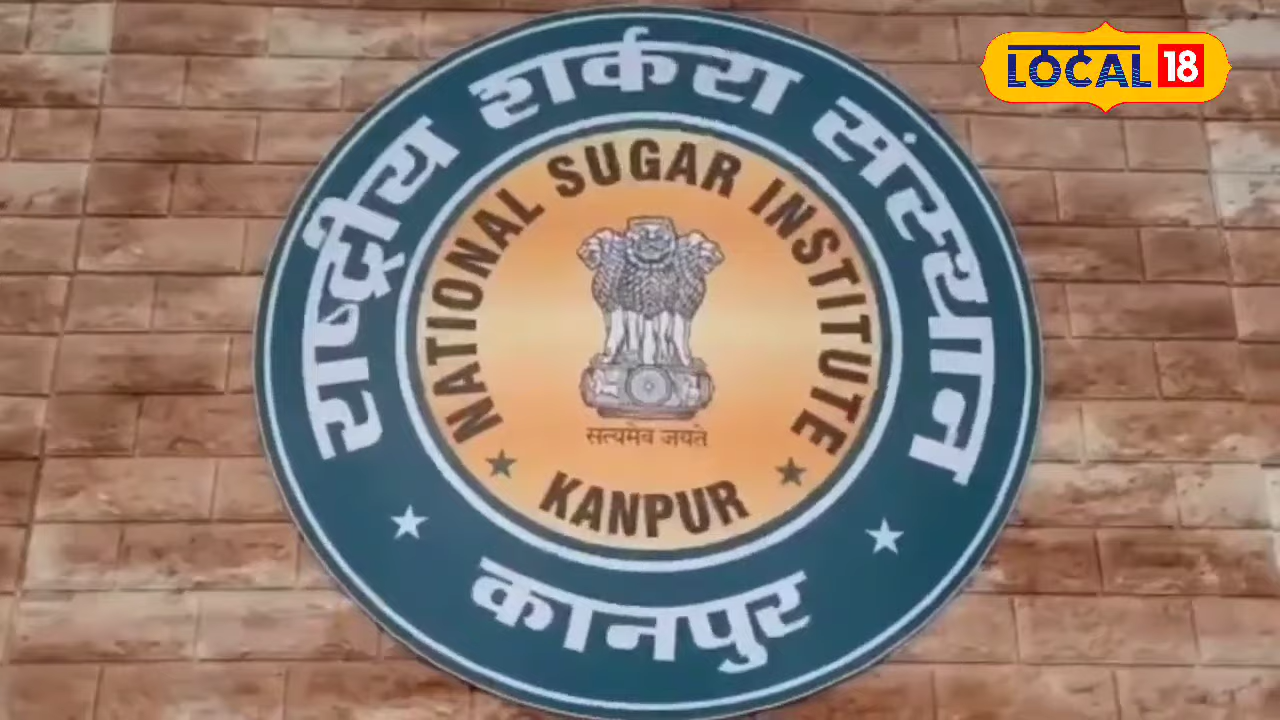 LOCAL 18
राष्ट्रीय शर्करा संस्थान
NATIONAL SUGAR INSTITUTE
सत्यमेव जयते
KANPUR
कानपुर